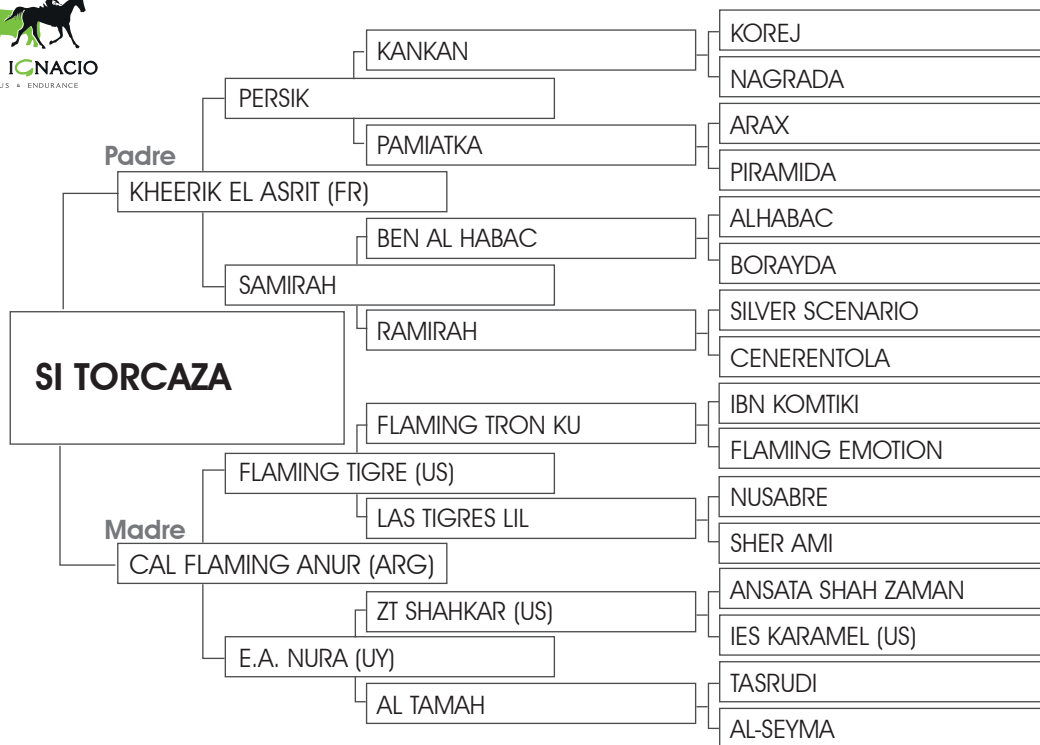 IGNACIO
US & ENDURANCE
KOREJ
KANKAN
NAGRADA
PERSIK
ARAX
PAMIATKA
PIRAMIDA
Padre
KHEERIK EL ASRIT (FR)
ALHABAC
BEN AL HABAC
BORAYDA
SAMIRAH
SILVER SCENARIO
RAMIRAH
CENERENTOLA
SI TORCAZA
IBN KOMTIKI
FLAMING TRON KU
FLAMING EMOTION
FLAMING TIGRE (US)
NUSABRE
LAS TIGRES LIL
SHER AMI
Madre
CAL FLAMING ANUR (ARG)
ANSATA SHAH ZAMAN
ZT SHAHKAR (US)
IES KARAMEL (US)
E.A. NURA (UY)
TASRUDI
AL TAMAH
AL-SEYMA